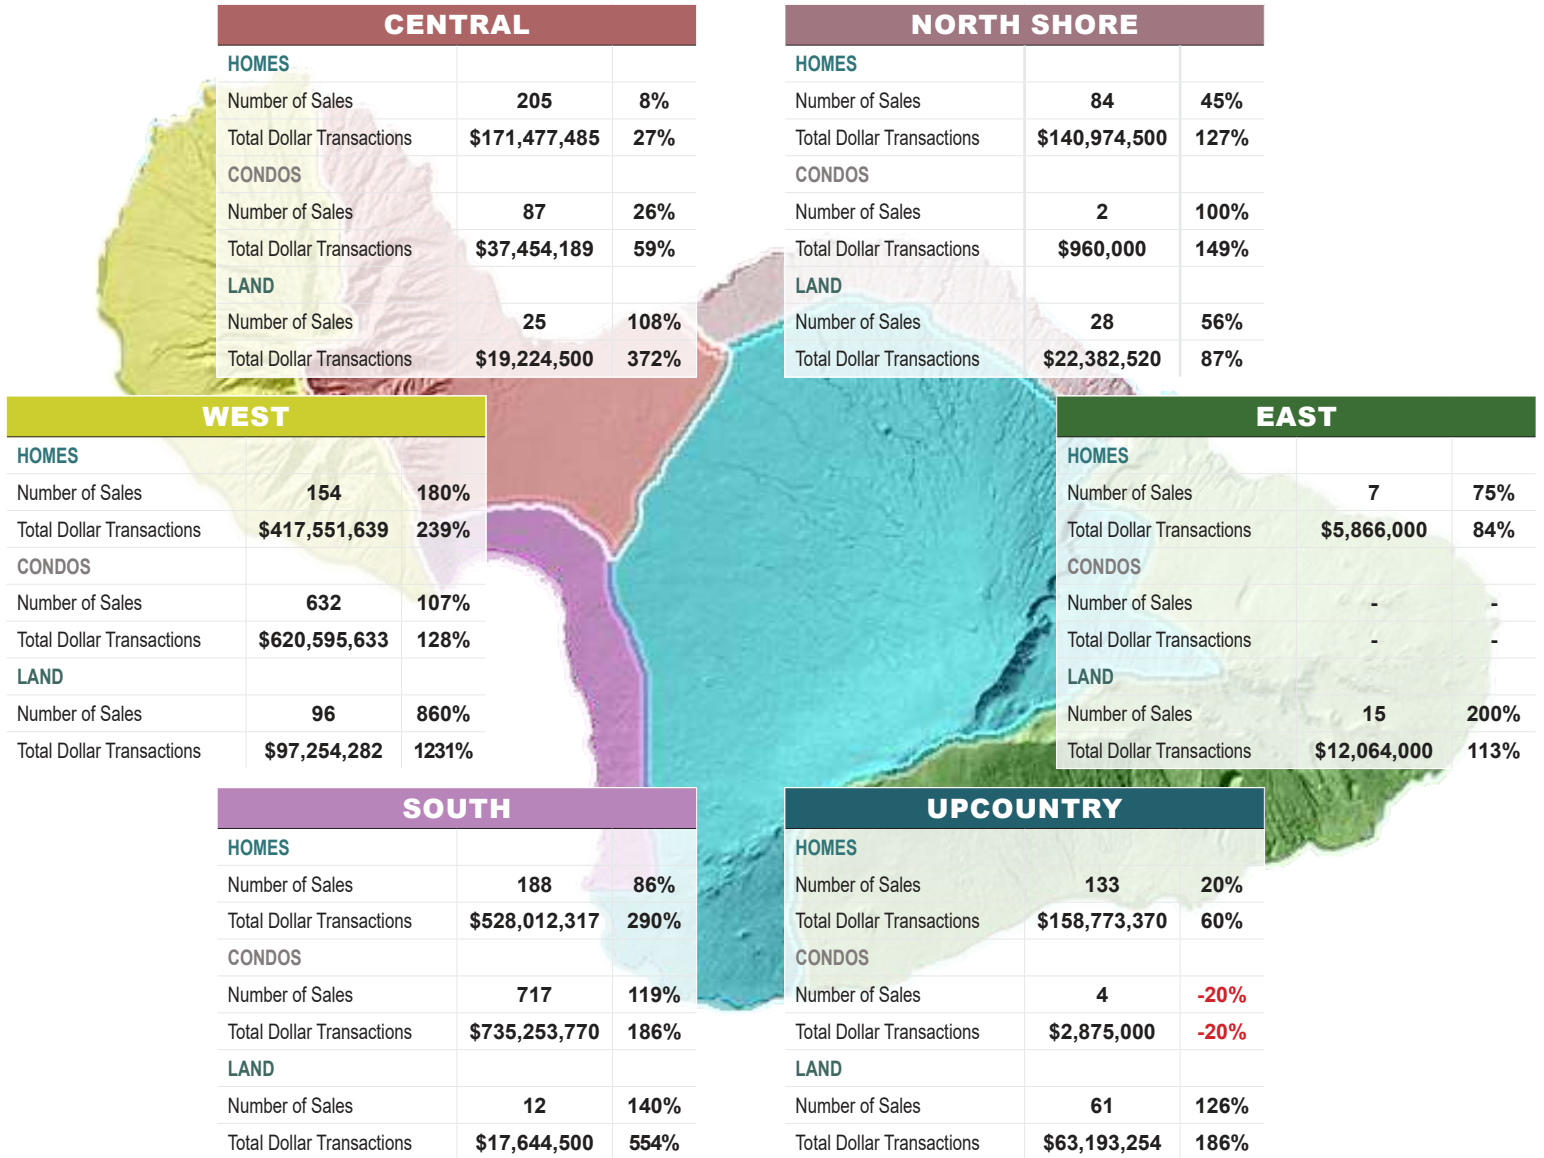 CENTRAL
HOMES
Number of Sales 205 8%
Total Dollar Transactions $171,477,485 27%
CONDOS
Number of Sales 87 26%
Total Dollar Transactions $37,454,189 59%
LAND
Number of Sales 25 108%
Total Dollar Transactions $19,224,500 372%
NORTH SHORE
HOMES
Number of Sales 84 45%
Total Dollar Transactions $140,974,500 127%
CONDOS
Number of Sales 2 100%
Total Dollar Transactions $960,000 149%
LAND
Number of Sales 28 56%
Total Dollar Transactions $22,382,520 87%
WEST
HOMES
Number of Sales 154 180%
Total Dollar Transactions $417,551,639 239%
CONDOS
Number of Sales 632 107%
Total Dollar Transactions $620,595,633 128%
LAND
Number of Sales 96 860%
Total Dollar Transactions $97,254,282 1231%
EAST
HOMES
Number of Sales 7 75%
Total Dollar Transactions $5,866,000 84%
CONDOS
Number of Sales - -
Total Dollar Transactions - -
LAND
Number of Sales 15 200%
Total Dollar Transactions $12,064,000 113%
SOUTH
HOMES
Number of Sales 188 86%
Total Dollar Transactions $528,012,317 290%
CONDOS
Number of Sales 717 119%
Total Dollar Transactions $735,253,770 186%
LAND
Number of Sales 12 140%
Total Dollar Transactions $17,644,500 554%
UPCOUNTRY
HOMES
Number of Sales 133 20%
Total Dollar Transactions $158,773,370 60%
CONDOS
Number of Sales 4 -20%
Total Dollar Transactions $2,875,000 -20%
LAND
Number of Sales 61 126%
Total Dollar Transactions $63,193,254 186%